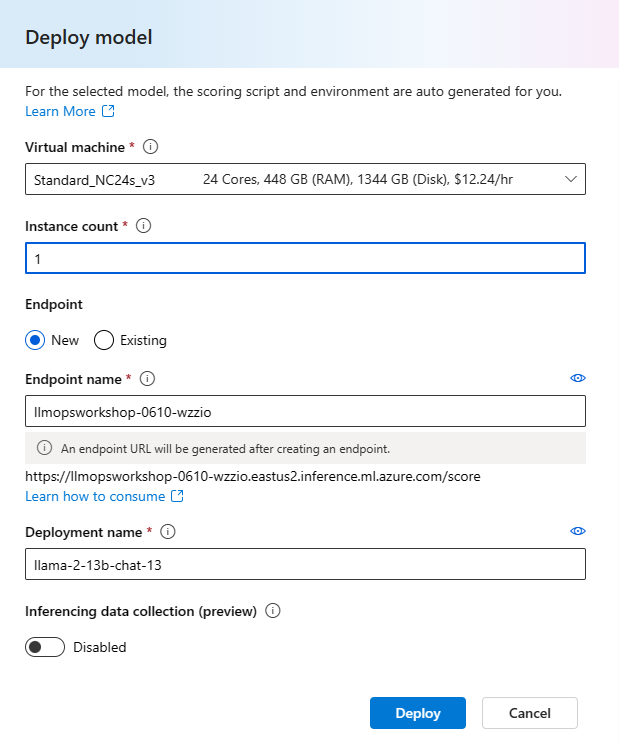 Deploy model
For the selected model, the scoring script and environment are auto generated for you.
Learn More
Virtual machine *
Standard_NC24s_v3 24 Cores, 448 GB (RAM), 1344 GB (Disk), $12.24/hr
Instance count *
1
Endpoint
New Existing
Endpoint name *
llmopsworkshop-0610-wzzio
An endpoint URL will be generated after creating an endpoint.
https://llmopsworkshop-0610-wzzio.eastus2.inference.ml.azure.com/score
Learn how to consume
Deployment name *
llama-2-13b-chat-13
Inferencing data collection (preview)
Disabled
Deploy Cancel